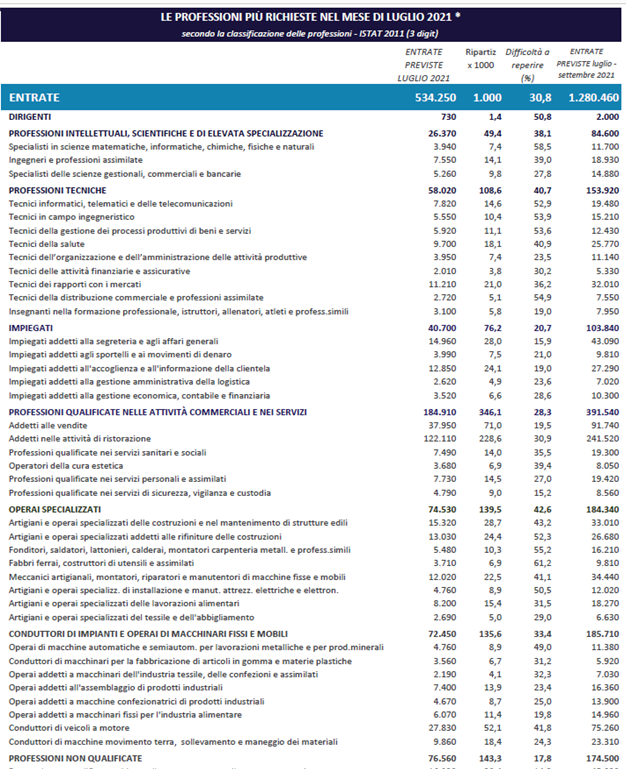 LE PROFESSIONI PIÙ RICHIESTE NEL MESE DI LUGLIO 2021 *
secondo la classificazione delle professioni - ISTAT 2011 (3 digit)
ENTRATE PREVISTE LUGLIO 2021 Ripartiz x 1000 Difficoltà a reperire (%) ENTRATE PREVISTE luglio - settembre 2021
ENTRATE 534.250 1.000 30,8 1.280.460
DIRIGENTI 730 1,4 50,8 2.000
PROFESSIONI INTELLETTUALI, SCIENTIFICHE E DI ELEVATA SPECIALIZZAZIONE 26.370 49,4 38,1 84.600
Specialisti in scienze matematiche, informatiche, chimiche, fisiche e naturali 3.940 7,4 58,5 11.700
Ingegneri e professioni assimilate 7.550 14,1 39,0 18.930
Specialisti delle scienze gestionali, commerciali e bancarie 5.260 9,8 27,8 14.880
PROFESSIONI TECNICHE 58.020 108,6 40,7 153.920
Tecnici informatici, telematici e delle telecomunicazioni 7.820 14,6 52,9 19.480
Tecnici in campo ingegneristico 5.550 10,4 53,9 15.210
Tecnici della gestione dei processi produttivi di beni e servizi 5.920 11,1 53,6 12.430
Tecnici della salute 9.700 18,1 40,9 25.770
Tecnici dell'organizzazione e dell'amministrazione delle attività produttive 3.950 7,4 23,5 11.140
Tecnici delle attività finanziarie e assicurative 2.010 3,8 30,2 5.330
Tecnici dei rapporti con i mercati 11.210 21,0 36,2 32.010
Tecnici della distribuzione commerciale e professioni assimilate 2.720 5,1 54,9 7.550
Insegnanti nella formazione professionale, istruttori, allenatori, atleti e profess.simili 3.100 5,8 19,0 7.950
IMPIEGATI 40.700 76,2 20,7 103.840
Impiegati addetti alla segreteria e agli affari generali 14.960 28,0 15,9 43.090
Impiegati addetti agli sportelli e ai movimenti di denaro 3.990 7,5 21,0 9.810
Impiegati addetti all'accoglienza e all'informazione della clientela 12.850 24,1 19,0 27.290
Impiegati addetti alla gestione amministrativa della logistica 2.620 4,9 23,6 7.020
Impiegati addetti alla gestione economica, contabile e finanziaria 3.520 6,6 28,6 10.300
PROFESSIONI QUALIFICATE NELLE ATTIVITÀ COMMERCIALI E NEI SERVIZI 184.910 346,1 28,3 391.540
Addetti alle vendite 37.950 71,0 19,5 91.740
Addetti nelle attività di ristorazione 122.110 228,6 30,9 241.520
Professioni qualificate nei servizi sanitari e sociali 7.490 14,0 35,5 19.300
Operatori della cura estetica 3.680 6,9 39,4 8.050
Professioni qualificate nei servizi personali e assimilati 7.730 14,5 27,0 19.420
Professioni qualificate nei servizi di sicurezza, vigilanza e custodia 4.790 9,0 15,2 8.560
OPERAI SPECIALIZZATI 74.530 139,5 42,6 184.340
Artigiani e operai specializzati delle costruzioni e nel mantenimento di strutture edili 15.320 28,7 43,2 33.010
Artigiani e operai specializzati addetti alle rifiniture delle costruzioni 13.030 24,4 52,3 26.680
Fonditori, saldatori, lattonieri, calderai, montatori carpenteria metall. e profess.simili 5.480 10,3 55,2 16.210
Fabbri ferrai, costruttori di utensili e assimilati 3.710 6,9 61,2 9.810
Meccanici artigianali, montatori, riparatori e manutentori di macchine fisse e mobili 12.020 22,5 41,1 34.440
Artigiani e operai specializz. di installazione e manut. attrezz. elettriche e elettron. 4.760 8,9 50,5 12.020
Artigiani e operai specializzati delle lavorazioni alimentari 8.200 15,4 31,5 18.270
Artigiani e operai specializzati del tessile e dell'abbigliamento 2.690 5,0 29,0 6.630
CONDUTTORI DI IMPIANTI E OPERAI DI MACCHINARI FISSI E MOBILI 72.450 135,6 33,4 185.710
Operai di macchine automatiche e semiautom. per lavorazioni metalliche e per prod.minerali 4.760 8,9 49,0 11.380
Conduttori di macchinari per la fabbricazione di articoli in gomma e materie plastiche 3.560 6,7 31,2 5.920
Operai addetti a macchinari dell'industria tessile, delle confezioni e assimilati 2.190 4,1 32,3 7.030
Operai addetti all'assemblaggio di prodotti industriali 7.400 13,9 23,4 16.360
Operai addetti a macchine confezionatrici di prodotti industriali 4.670 8,7 25,0 13.900
Operai addetti a macchinari fissi per l'industria alimentare 6.070 11,4 19,8 14.960
Conduttori di veicoli a motore 27.830 52,1 41,8 75.260
Conduttori di macchine movimento terra, sollevamento e maneggio dei materiali 9.860 18,4 24,3 23.310
PROFESSIONI NON QUALIFICATE 76.560 143,3 17,8 174.500